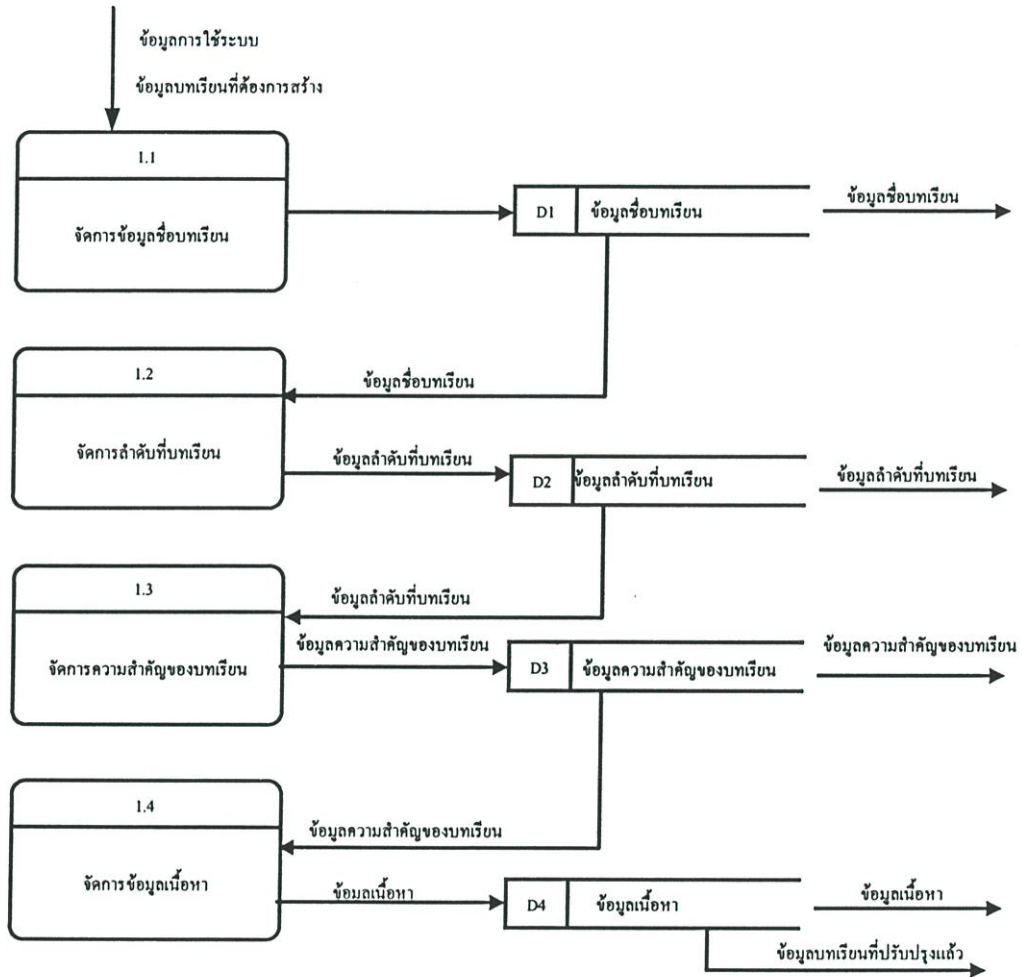 ข้อมูลการใช้ระบบ
ข้อมูลบทเรียนที่ต้องการสร้าง
1.1
จัดการข้อมูลชื่อบทเรียน
D1
ข้อมูลชื่อบทเรียน
ข้อมูลชื่อบทเรียน
1.2
ข้อมูลชื่อบทเรียน
จัดการลำดับที่บทเรียน
ข้อมูลลำดับที่บทเรียน
D2
ข้อมูลลำดับที่บทเรียน
ข้อมูลลำดับที่บทเรียน
1.3
ข้อมูลลำดับที่บทเรียน
จัดการความสำคัญของบทเรียน
ข้อมูลความสำคัญของบทเรียน
D3
ข้อมูลความสำคัญของบทเรียน
ข้อมูลความสำคัญของบทเรียน
1.4
ข้อมูลความสำคัญของบทเรียน
จัดการข้อมูลเนื้อหา
ข้อมูลเนื้อหา
D4
ข้อมูลเนื้อหา
ข้อมูลเนื้อหา
ข้อมูลบทเรียนที่ปรับปรุงแล้ว